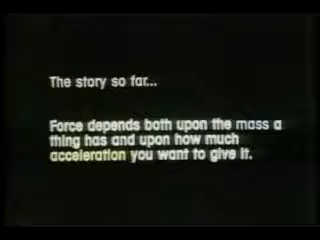 The story so far...
Force depends both upon the mass a
thing has and upon how much
acceleration you want to give it.